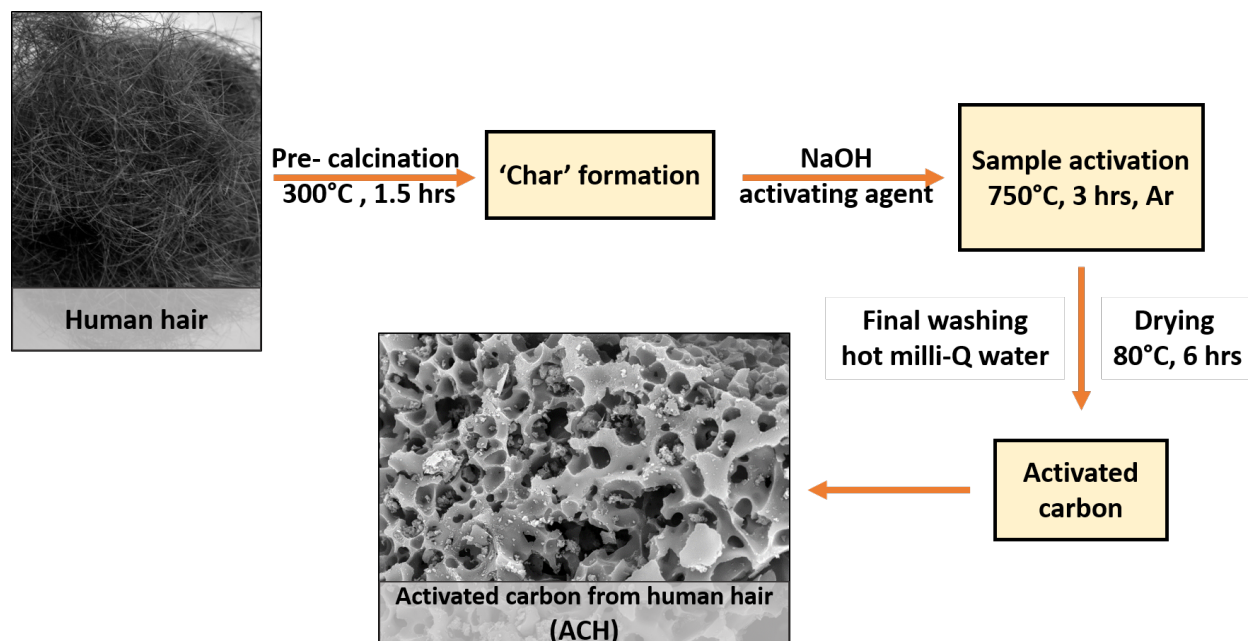 Human hair
Pre- calcination
300°C , 1.5 hrs
‘Char’ formation
NaOH
activating agent
Sample activation
750°C, 3 hrs, Ar
Final washing
hot milli-Q water
Drying
80°C, 6 hrs
Activated
carbon
Activated carbon from human hair
(ACH)